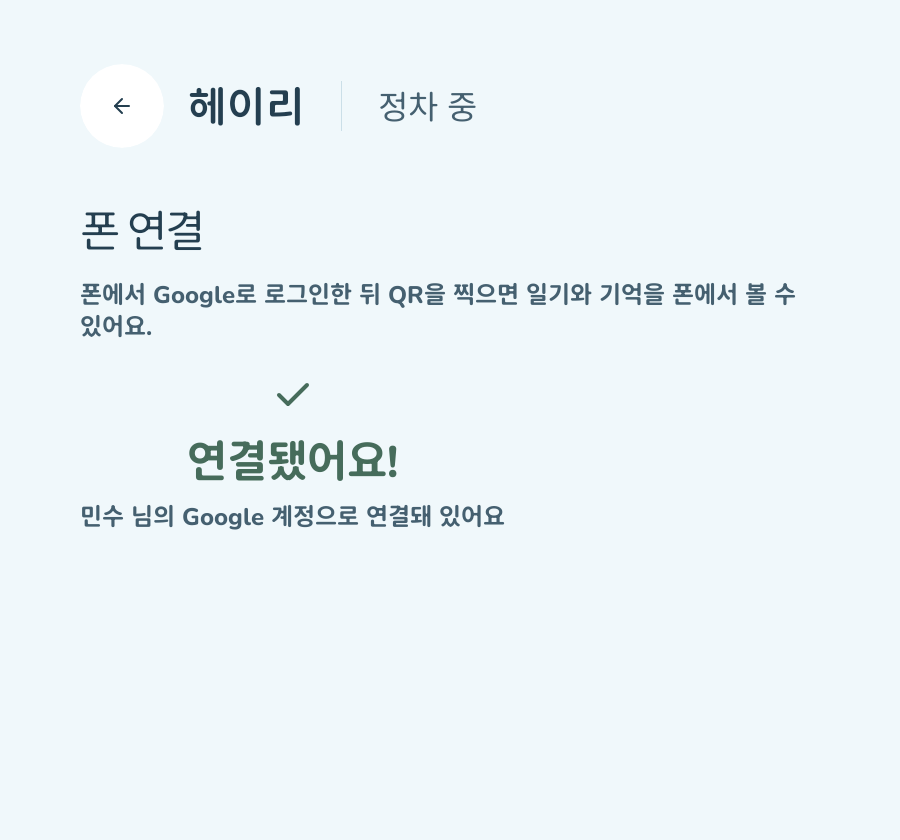 헤이리
정차 중
폰 연결
폰에서 Google로 로그인한 뒤 QR을 찍으면 일기와 기억을 폰에서 볼 수
있어요.
연결됐어요!
민수 님의 Google 계정으로 연결돼 있어요